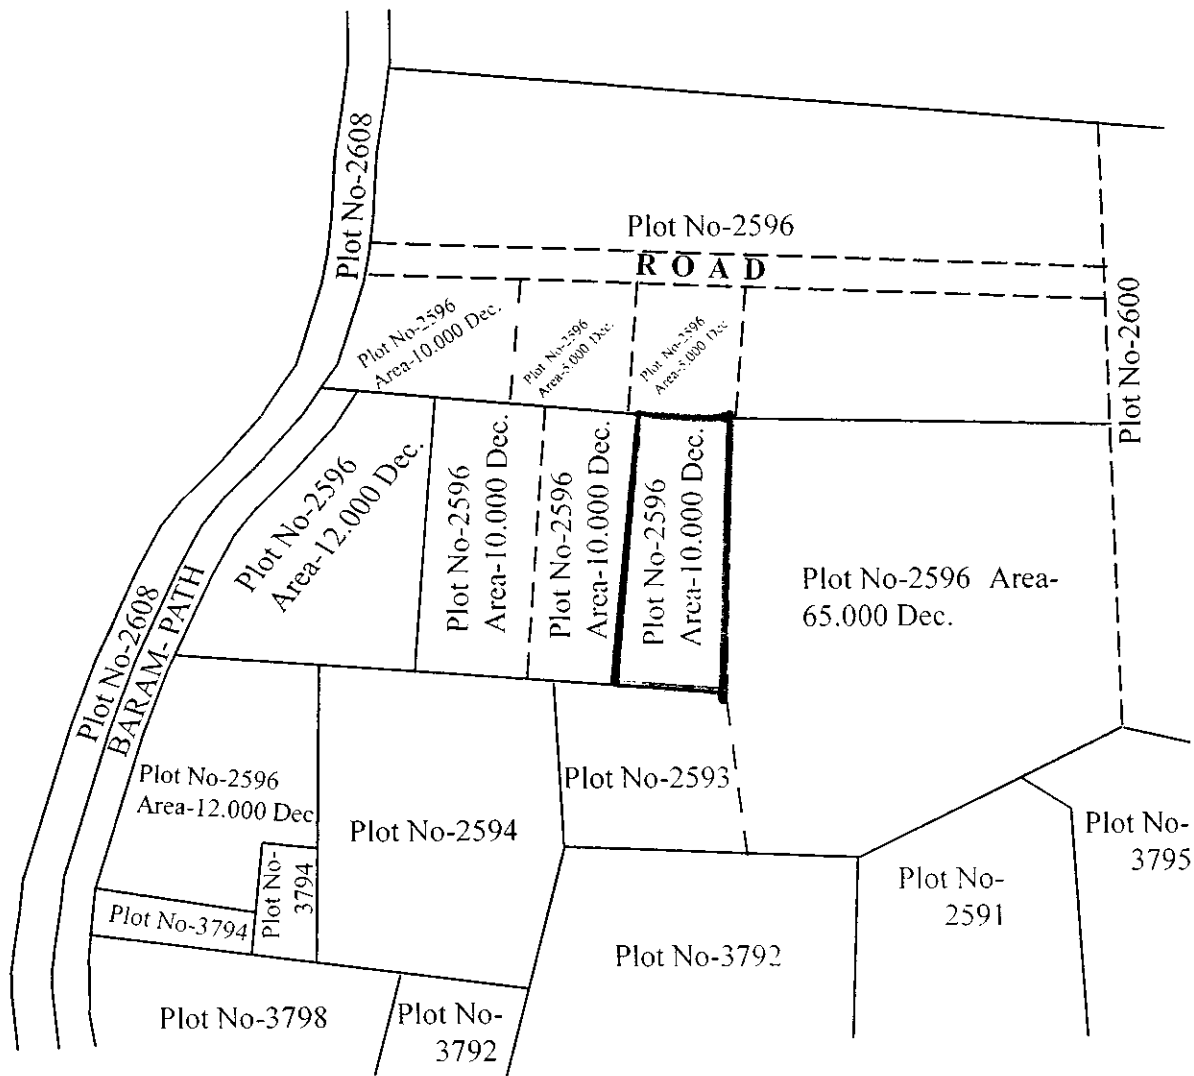 Plot No-2608
Plot No-2596
ROAD
Plot No-2600
Plot No-2596
Area-10.000 Dec.
Plot No-2596
Area-5.000 Dec.
Plot No-2596
Area-5.000 Dec.
Plot No-2596
Area-12.000 Dec.
Plot No-2596
Area-10.000 Dec.
Plot No-2596
Area-10.000 Dec.
Plot No-2596
Area-10.000 Dec.
Plot No-2596 Area-
65.000 Dec.
Plot No-2608
BARAM- PATH
Plot No-2596
Area-12.000 Dec
Plot No-2594
Plot No-2593
Plot No-
3795
Plot No-
2591
Plot No-
3794
Plot No-3794
Plot No-3792
Plot No-3798
Plot No-
3792